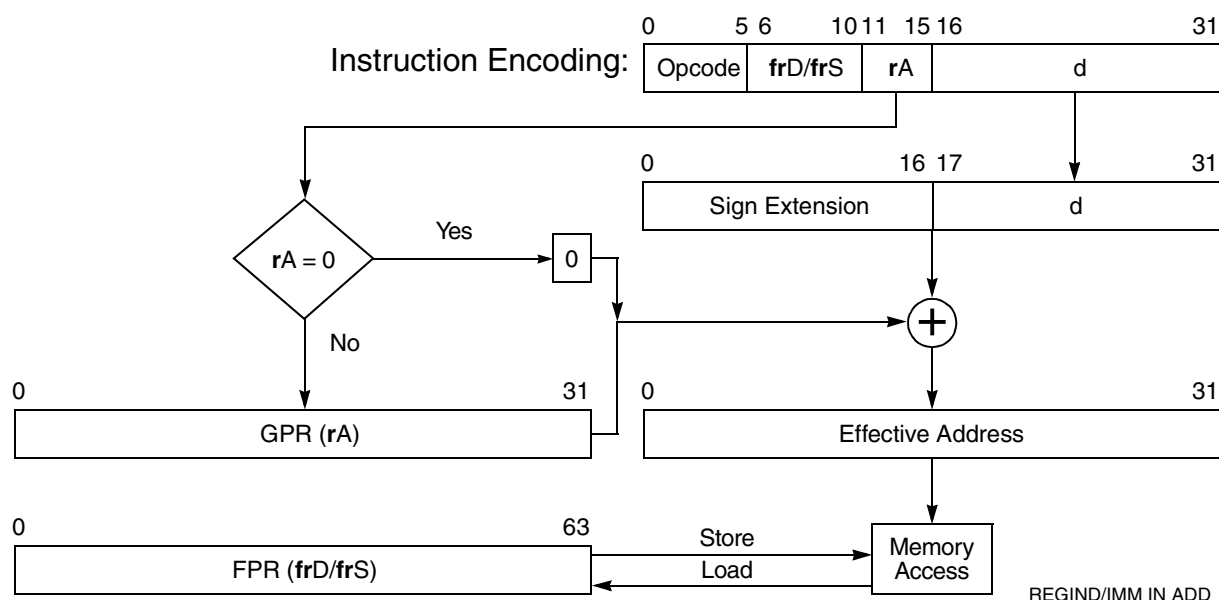 0 5 6 10 11 15 16 31
Instruction Encoding: Opcode frD/frS rA d
0 16 17 31
Sign Extension d
Yes
rA = 0 0
+
No
0 31 0 31
GPR (rA) Effective Address
0 63
Store
FPR (frD/frS) Memory
Load Access
REGIND/IMM IN ADD